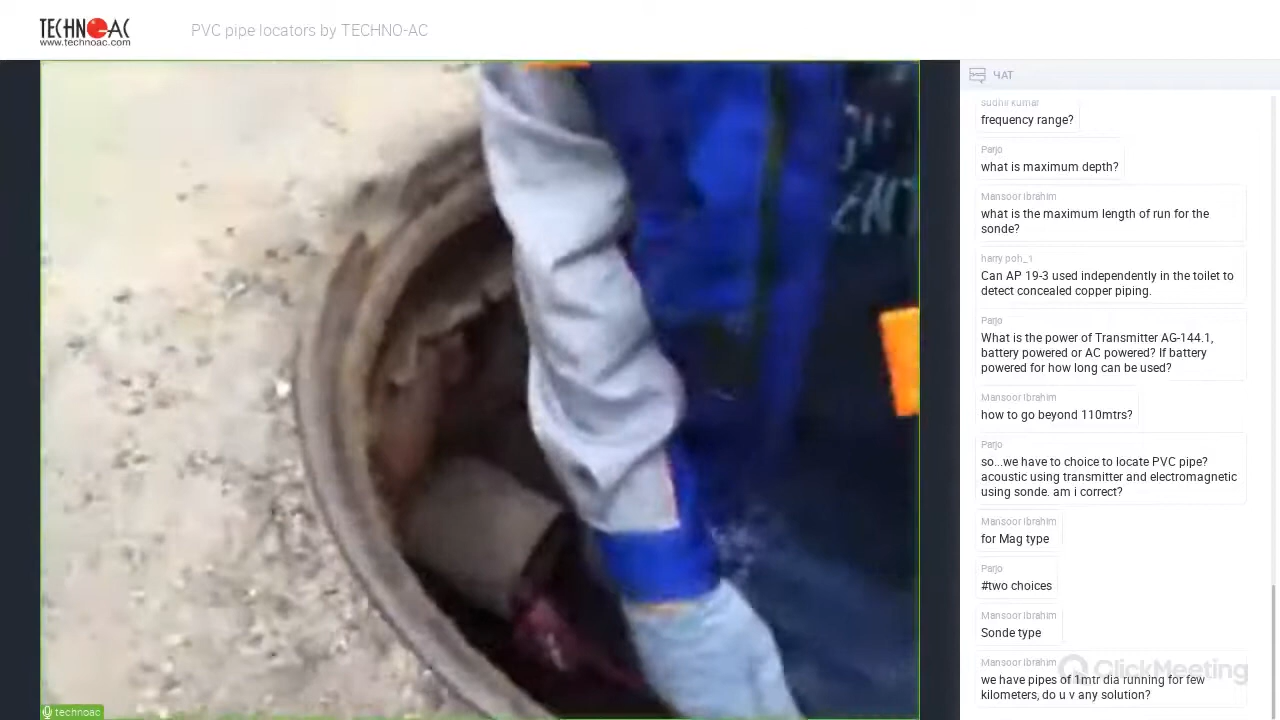 TECHNO-AC
www.technoac.com
PVC pipe locators by TECHNO-AC
ЧАТ
sudhir kumar
frequency range?
Parjo
what is maximum depth?
Mansoor Ibrahim
what is the maximum length of run for the
sonde?
harry poh_1
Can AP 19-3 used independently in the toilet to
detect concealed copper piping.
Parjo
What is the power of Transmitter AG-144.1,
battery powered or AC powered? If battery
powered for how long can be used?
Mansoor Ibrahim
how to go beyond 110mtrs?
Parjo
so...we have to choice to locate PVC pipe?
acoustic using transmitter and electromagnetic
using sonde. am i correct?
Mansoor Ibrahim
for Mag type
Parjo
#two choices
Mansoor Ibrahim
Sonde type
Mansoor Ibrahim
ClickMeeting
we have pipes of 1mtr dia running for few
kilometers, do u v any solution?
technoac